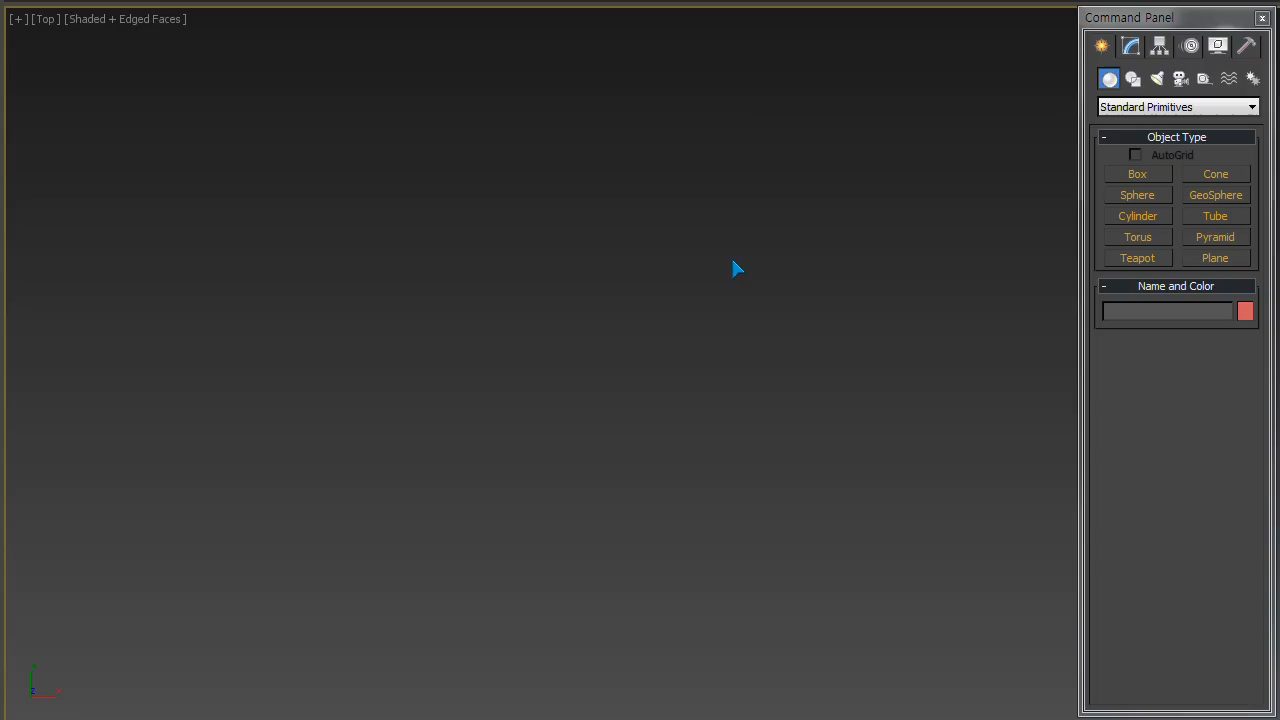 [ + ] [Top ] [Shaded + Edged Faces ]
Command Panel
Standard Primitives
- Object Type
AutoGrid
Box Cone
Sphere GeoSphere
Cylinder Tube
Torus Pyramid
Teapot Plane
- Name and Color
z x